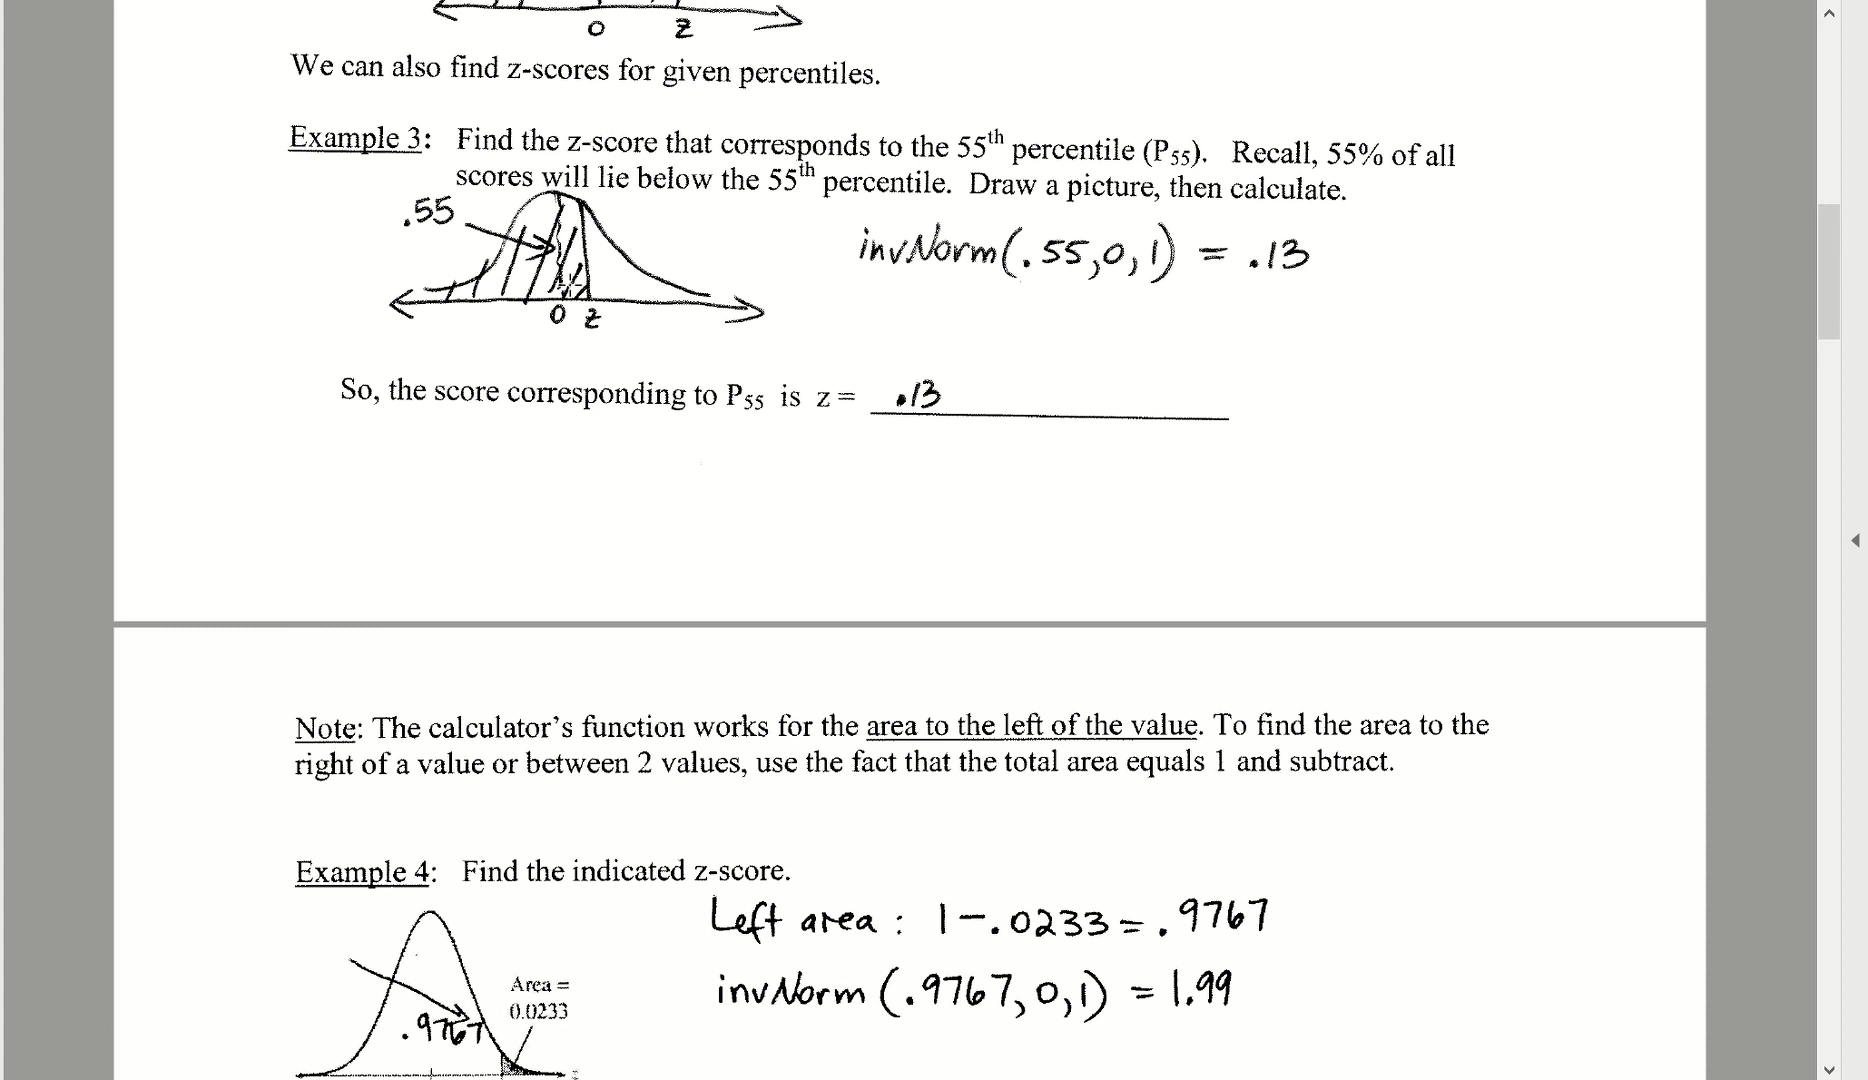 0 z
We can also find z-scores for given percentiles.
Example 3: Find the z-score that corresponds to the 55th percentile (P55). Recall, 55% of all
scores will lie below the 55th percentile. Draw a picture, then calculate.
.55
invNorm(.55,0,1) = .13
0 z
So, the score corresponding to P55 is z = .13
Note: The calculator's function works for the area to the left of the value. To find the area to the
right of a value or between 2 values, use the fact that the total area equals 1 and subtract.
Example 4: Find the indicated z-score.
Left area: 1-.0233=.9767
invNorm(.9767,0,1) = 1.99
Area =
0.0233
.9767
z